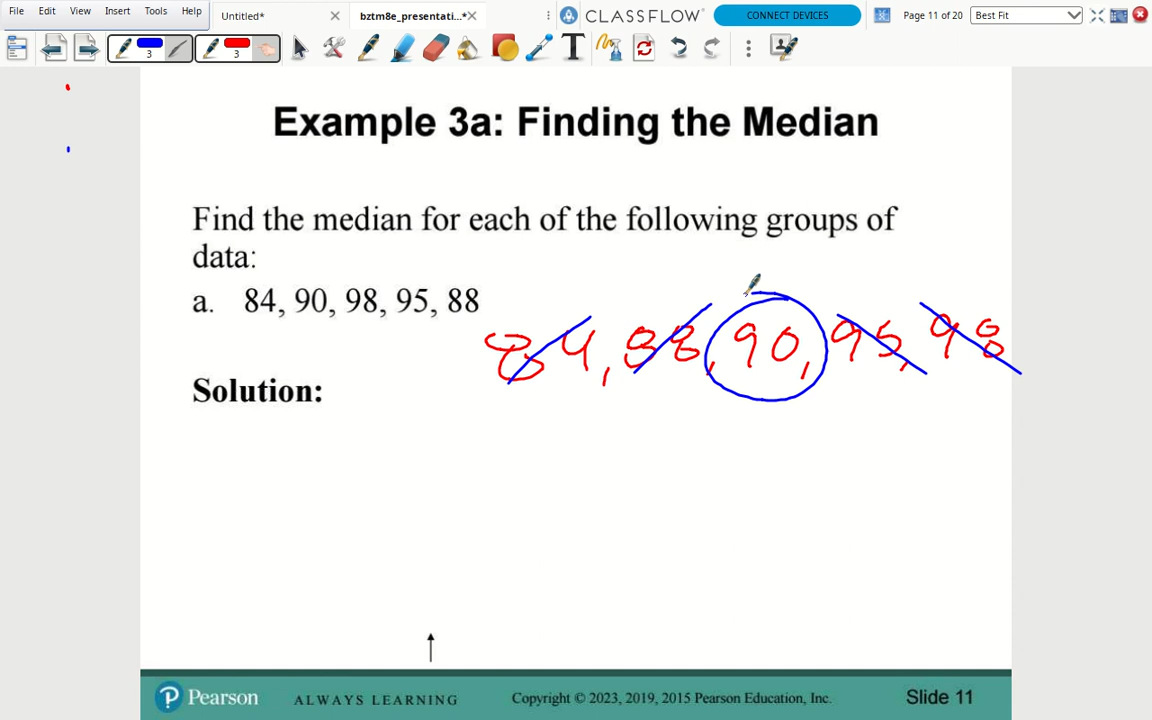 File Edit View Insert Tools Help
Untitled*
bztm8e_presentati...*
CLASSFLOW
CONNECT DEVICES
Page 11 of 20
Best Fit
3
3
T
Example 3a: Finding the Median
Find the median for each of the following groups of
data:
a. 84, 90, 98, 95, 88
84, 88, 90, 95, 98
Solution:
P Pearson
ALWAYS LEARNING
Copyright © 2023, 2019, 2015 Pearson Education, Inc.
Slide 11